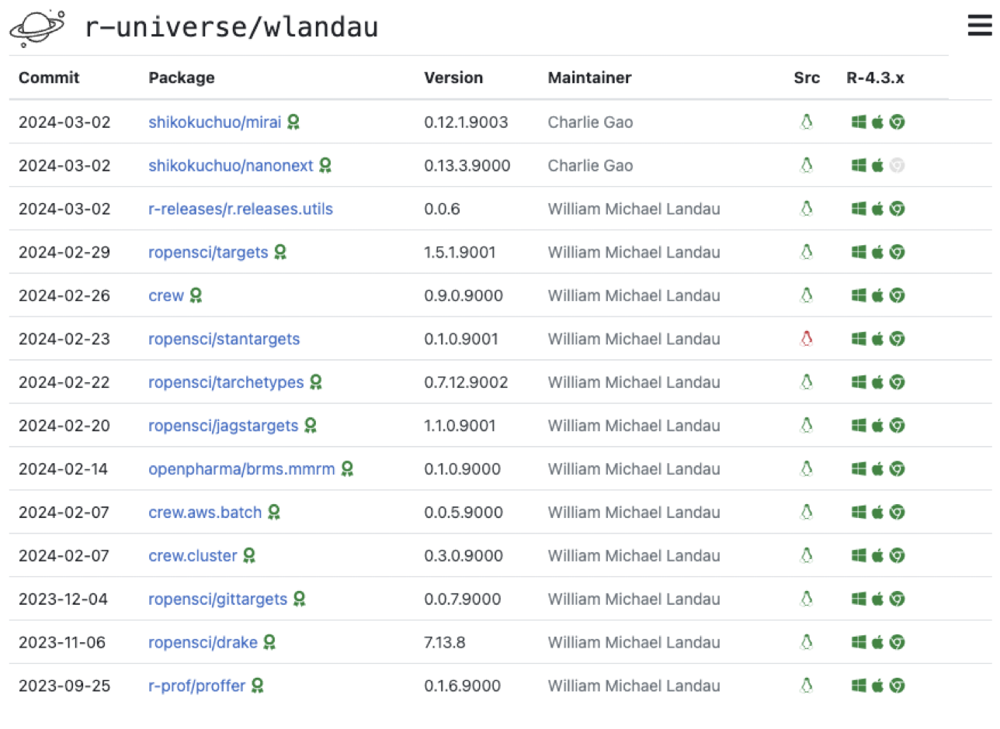 r-universe/wlandau
Commit Package Version Maintainer Src R-4.3.x
2024-03-02 shikokuchuo/mirai 0.12.1.9003 Charlie Gao
2024-03-02 shikokuchuo/nanonext 0.13.3.9000 Charlie Gao
2024-03-02 r-releases/r.releases.utils 0.0.6 William Michael Landau
2024-02-29 ropensci/targets 1.5.1.9001 William Michael Landau
2024-02-26 crew 0.9.0.9000 William Michael Landau
2024-02-23 ropensci/stantargets 0.1.0.9001 William Michael Landau
2024-02-22 ropensci/tarchetypes 0.7.12.9002 William Michael Landau
2024-02-20 ropensci/jagstargets 1.1.0.9001 William Michael Landau
2024-02-14 openpharma/brms.mmrm 0.1.0.9000 William Michael Landau
2024-02-07 crew.aws.batch 0.0.5.9000 William Michael Landau
2024-02-07 crew.cluster 0.3.0.9000 William Michael Landau
2023-12-04 ropensci/gittargets 0.0.7.9000 William Michael Landau
2023-11-06 ropensci/drake 7.13.8 William Michael Landau
2023-09-25 r-prof/proffer 0.1.6.9000 William Michael Landau